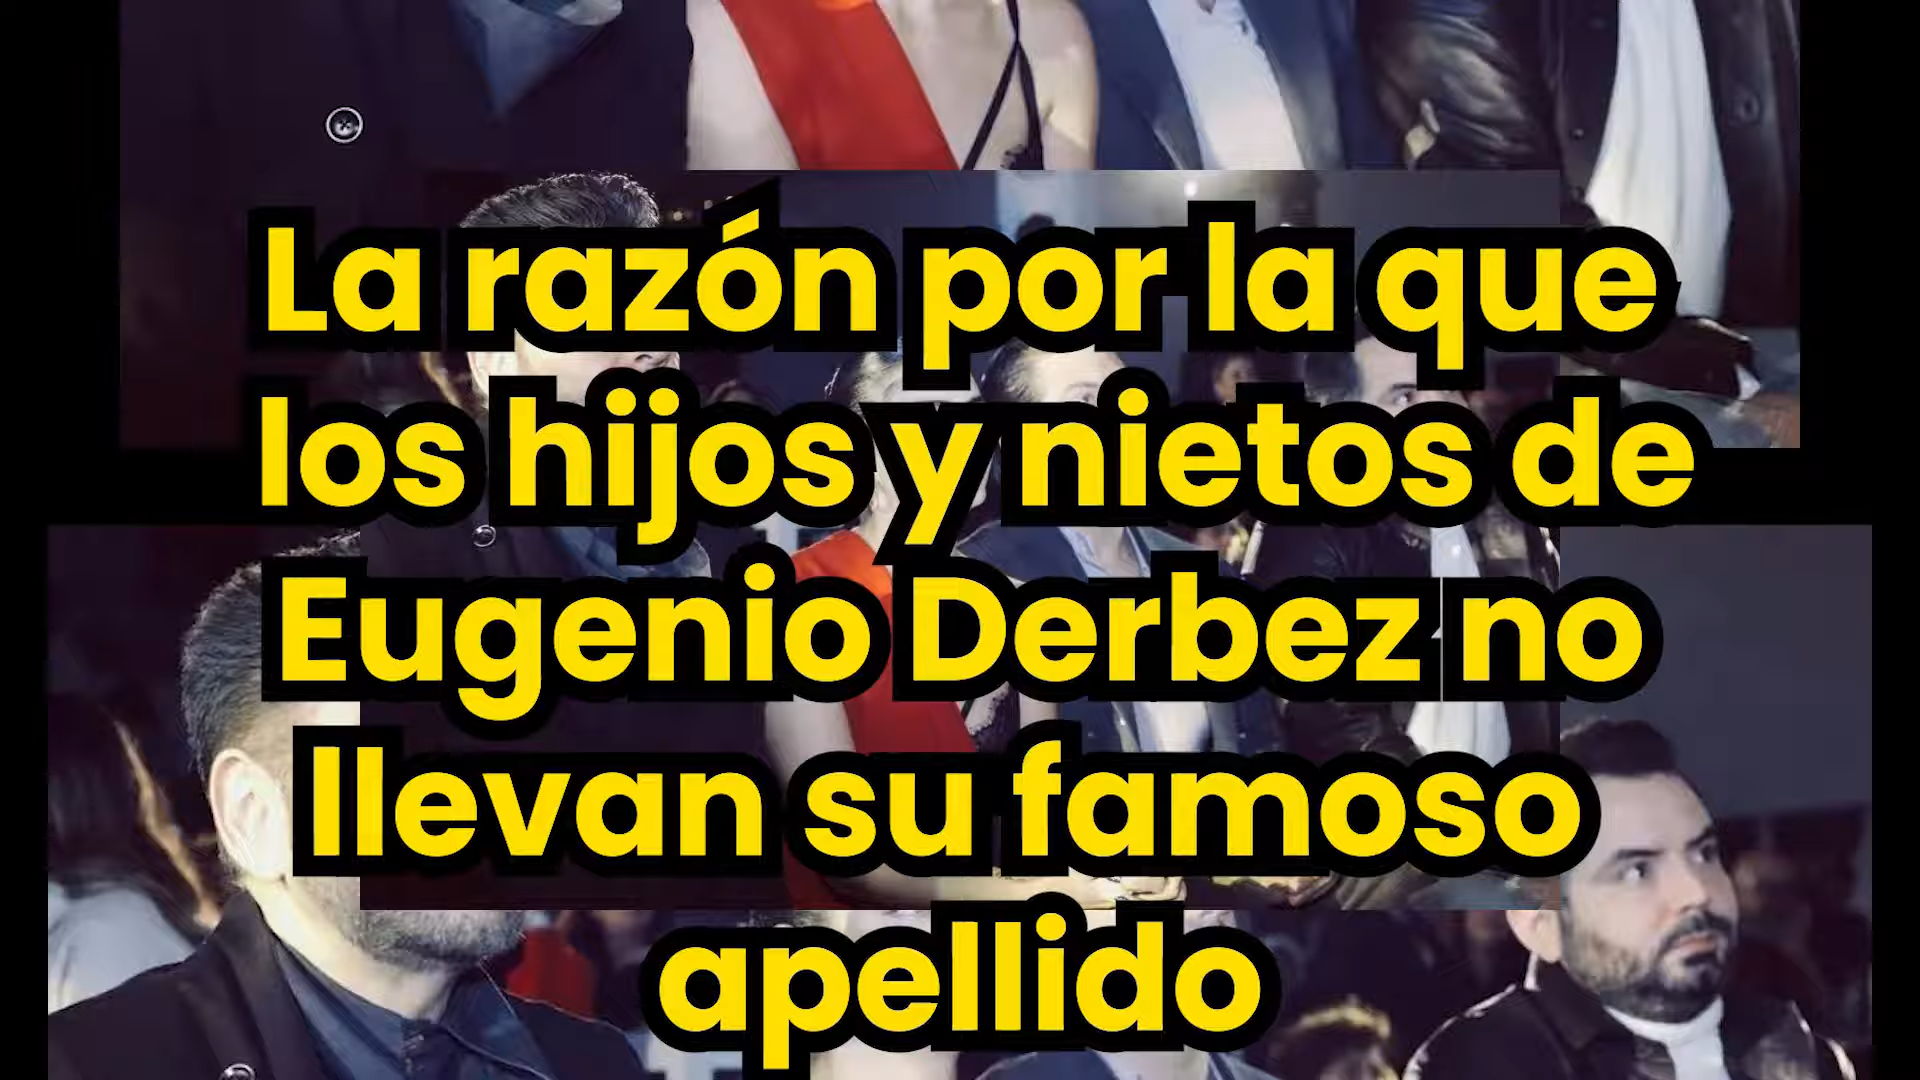 La razón por la que
los hijos y nietos de
Eugenio Derbez no
llevan su famoso
apellido